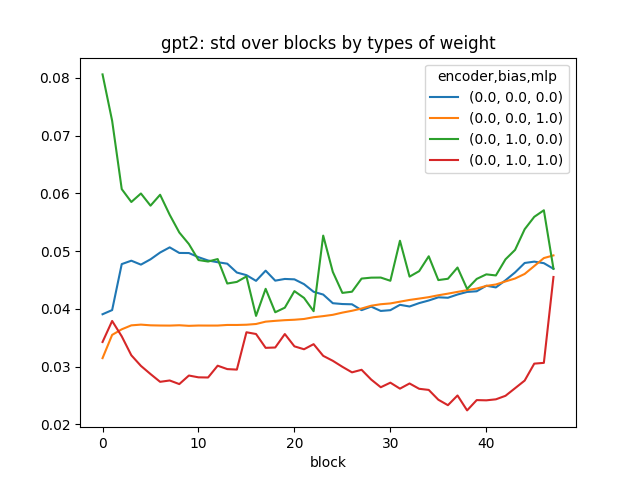 gpt2: std over blocks by types of weight
encoder,bias,mlp
(0.0, 0.0, 0.0)
(0.0, 0.0, 1.0)
(0.0, 1.0, 0.0)
(0.0, 1.0, 1.0)
0.08
0.07
0.06
0.05
0.04
0.03
0.02
0 10 20 30 40
block